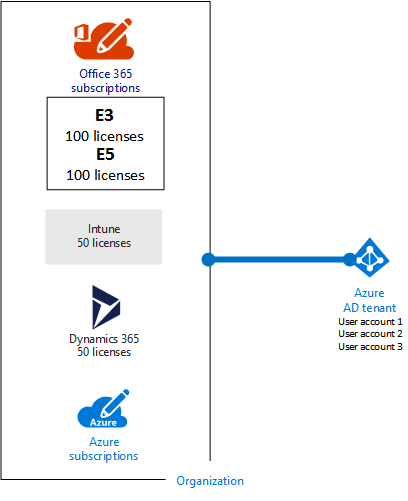 Office 365
subscriptions
E3
100 licenses
E5
100 licenses
Intune
50 licenses
Dynamics 365
50 licenses
Azure
Azure
subscriptions
Azure
AD tenant
User account 1
User account 2
User account 3
Organization